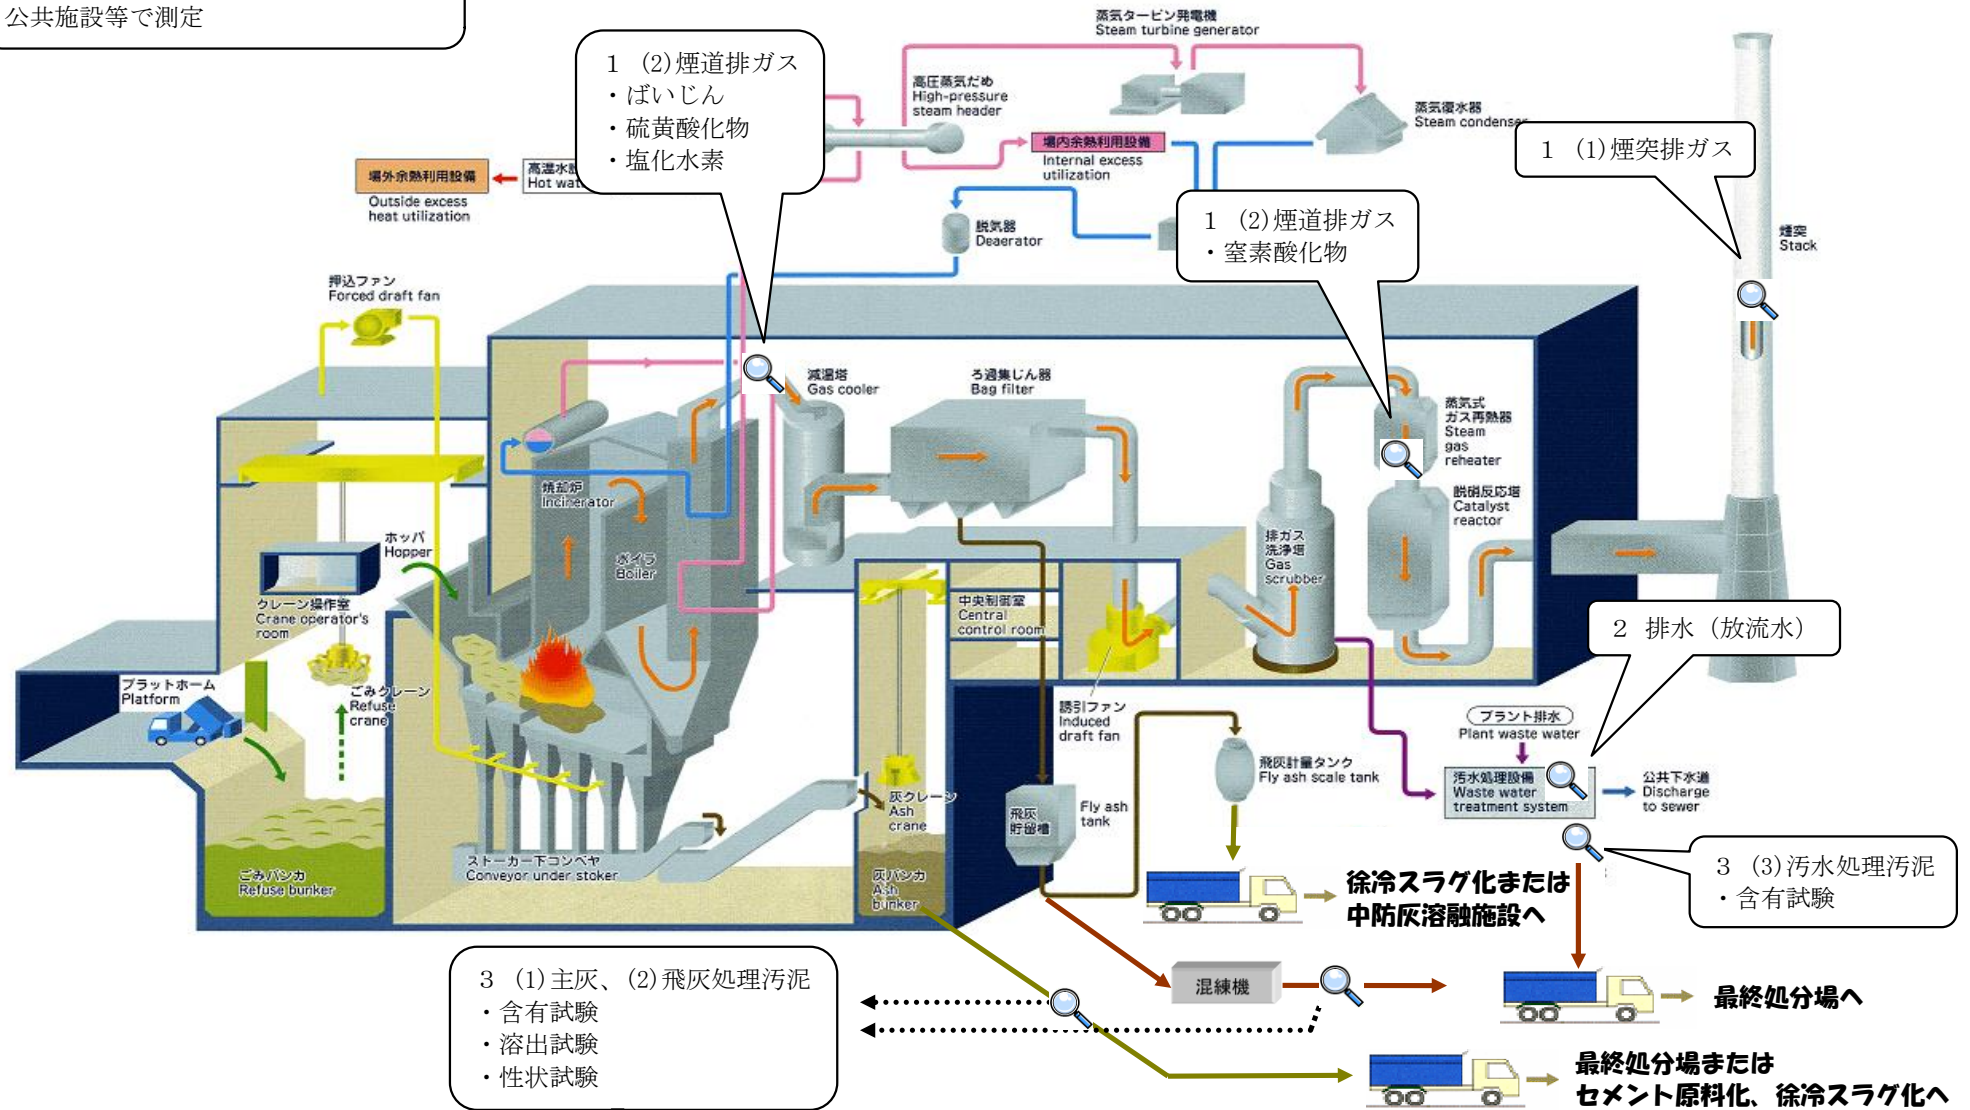 公共施設等で測定
1 (2)煙道排ガス
・ばいじん
・硫黄酸化物
・塩化水素
蒸気タービン発電機
Steam turbine generator
高圧蒸気だめ
High-pressure
steam header
蒸気復水器
Steam condenser
場内余熱利用設備
Internal excess
utilization
1 (1)煙突排ガス
場外余熱利用設備
Outside excess
heat utilization
高温水
Hot wat
脱気器
Deaerator
1 (2)煙道排ガス
・窒素酸化物
煙突
Stack
押込ファン
Forced draft fan
減温塔
Gas cooler
ろ過集じん器
Bag filter
蒸気式
ガス再熱器
Steam
gas
reheater
焼却炉
Incinerator
脱硝反応塔
Catalyst
reactor
ホッパ
Hopper
ボイラ
Boiler
排ガス
洗浄塔
Gas
scrubber
クレーン操作室
Crane operator's
room
中央制御室
Central
control room
2 排水（放流水）
プラットホーム
Platform
ごみクレーン
Refuse
crane
誘引ファン
Induced
draft fan
プラント排水
Plant waste water
飛灰計量タンク
Fly ash scale tank
汚水処理設備
Waste water
treatment system
公共下水道
Discharge
to sewer
灰クレーン
Ash
crane
飛灰
貯留槽
Fly ash
tank
ストーカー下コンベヤ
Conveyor under stoker
ごみバンカ
Refuse bunker
灰バンカ
Ash
bunker
徐冷スラグ化または
中防灰溶融施設へ
3 (3)汚水処理汚泥
・含有試験
3 (1)主灰、(2)飛灰処理汚泥
・含有試験
・溶出試験
・性状試験
混練機
最終処分場へ
最終処分場または
セメント原料化、徐冷スラグ化へ